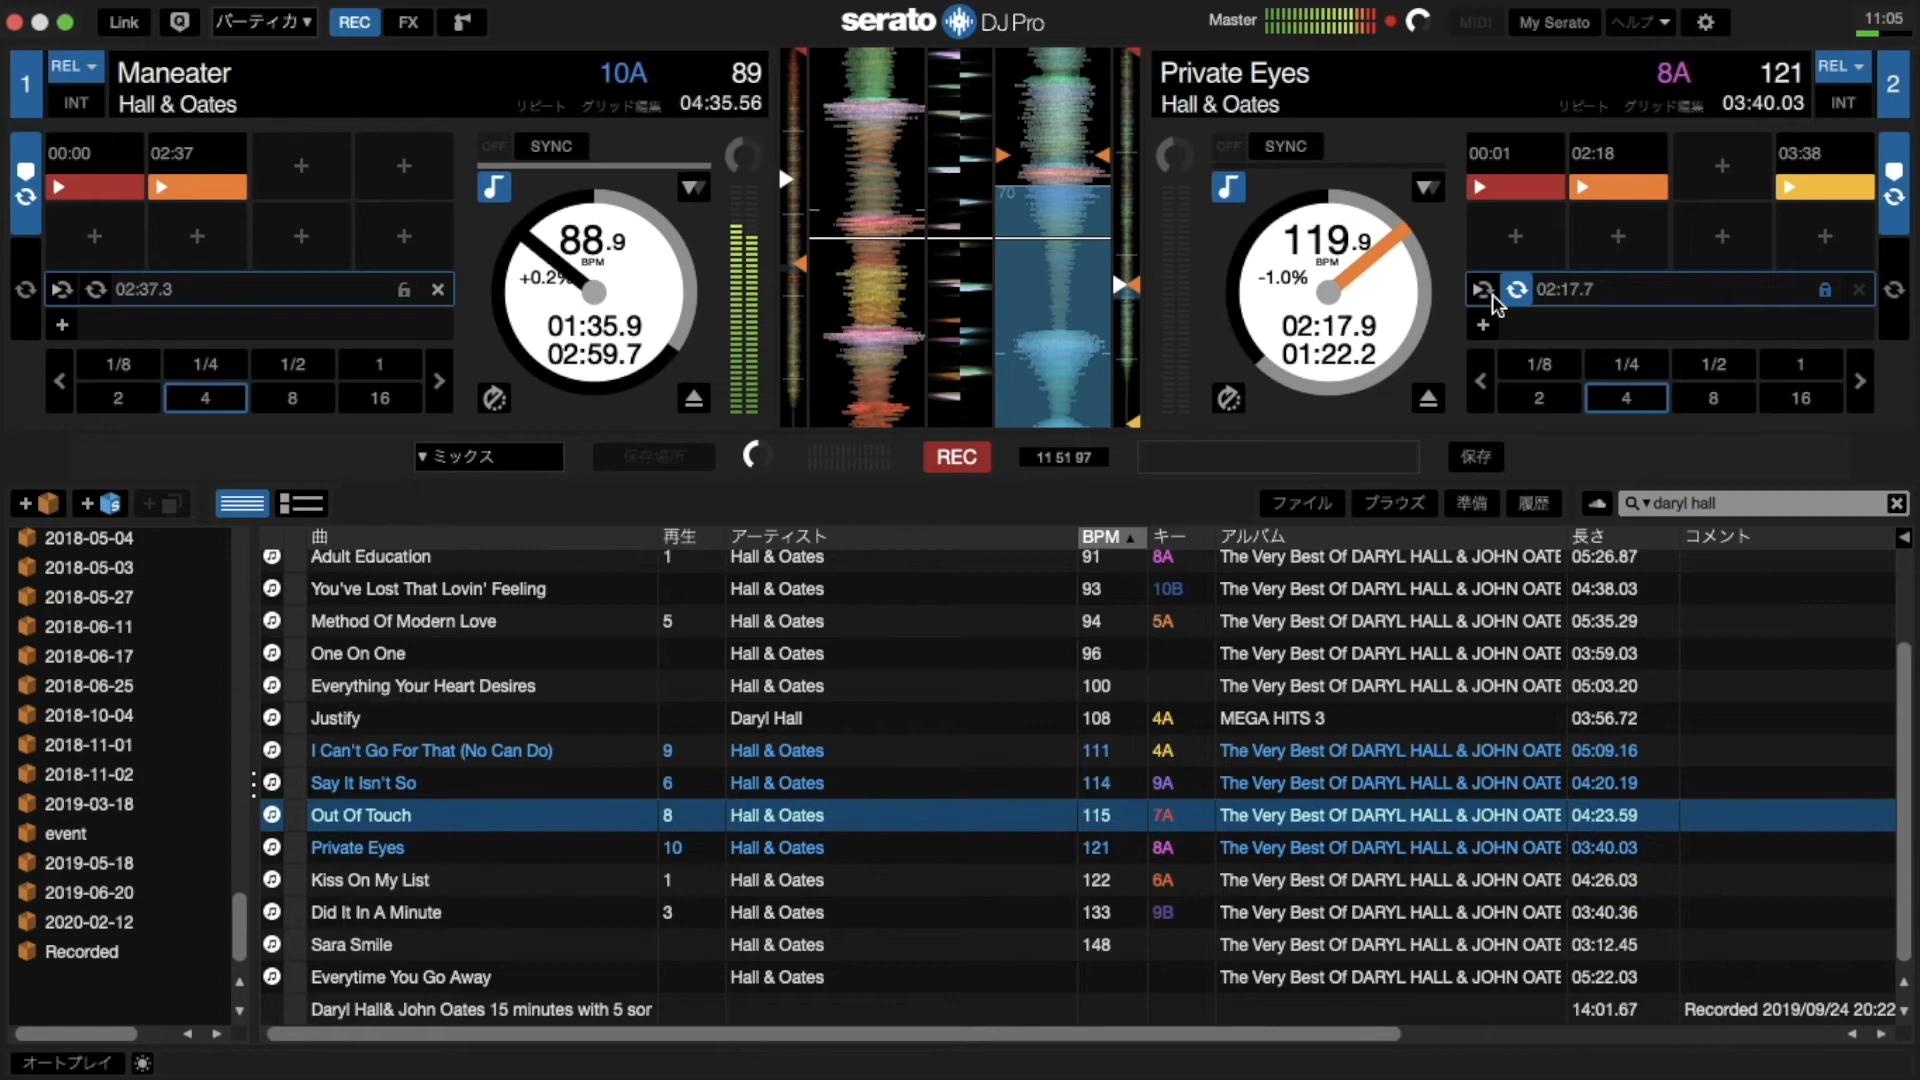 Link
パーティカ ▾
REC
FX
serato DJ Pro
Master
MIDI
My Serato
ヘルプ
11:05
1
REL
INT
Maneater
10A
89
Hall & Oates
リピート
グリッド編集
04:35.56
Private Eyes
8A
121
REL
2
Hall & Oates
リピート
グリッド編集
03:40.03
INT
00:00
02:37
02:37.3
1/8 1/4 1/2 1
2 4 8 16
OFF
SYNC
88.9
BPM
+0.2%
01:35.9
02:59.7
70
OFF
SYNC
119.9
BPM
-1.0%
02:17.9
01:22.2
00:01
02:18
03:38
02:17.7
1/8 1/4 1/2 1
2 4 8 16
▾ミックス
保存場所
REC
11 51 97
保存
ファイル
ブラウズ
準備
履歴
daryl hall
2018-05-04
2018-05-03
2018-05-27
2018-06-11
2018-06-17
2018-06-25
2018-10-04
2018-11-01
2018-11-02
2019-03-18
event
2019-05-18
2019-06-20
2020-02-12
Recorded
曲 再生 アーティスト BPM キー アルバム 長さ コメント
Adult Education 1 Hall & Oates 91 8A The Very Best Of DARYL HALL & JOHN OATE 05:26.87
You've Lost That Lovin' Feeling Hall & Oates 93 10B The Very Best Of DARYL HALL & JOHN OATE 04:38.03
Method Of Modern Love 5 Hall & Oates 94 5A The Very Best Of DARYL HALL & JOHN OATE 05:35.29
One On One Hall & Oates 96 The Very Best Of DARYL HALL & JOHN OATE 03:59.03
Everything Your Heart Desires Hall & Oates 100 The Very Best Of DARYL HALL & JOHN OATE 05:03.20
Justify Daryl Hall 108 4A MEGA HITS 3 03:56.72
I Can't Go For That (No Can Do) 9 Hall & Oates 111 4A The Very Best Of DARYL HALL & JOHN OATE 05:09.16
Say It Isn't So 6 Hall & Oates 114 9A The Very Best Of DARYL HALL & JOHN OATE 04:20.19
Out Of Touch 8 Hall & Oates 115 7A The Very Best Of DARYL HALL & JOHN OATE 04:23.59
Private Eyes 10 Hall & Oates 121 8A The Very Best Of DARYL HALL & JOHN OATE 03:40.03
Kiss On My List 1 Hall & Oates 122 6A The Very Best Of DARYL HALL & JOHN OATE 04:26.03
Did It In A Minute 3 Hall & Oates 133 9B The Very Best Of DARYL HALL & JOHN OATE 03:40.36
Sara Smile Hall & Oates 148 The Very Best Of DARYL HALL & JOHN OATE 03:12.45
Everytime You Go Away Hall & Oates The Very Best Of DARYL HALL & JOHN OATE 05:22.03
Daryl Hall& John Oates 15 minutes with 5 sor 14:01.67 Recorded 2019/09/24 20:22
オートプレイ